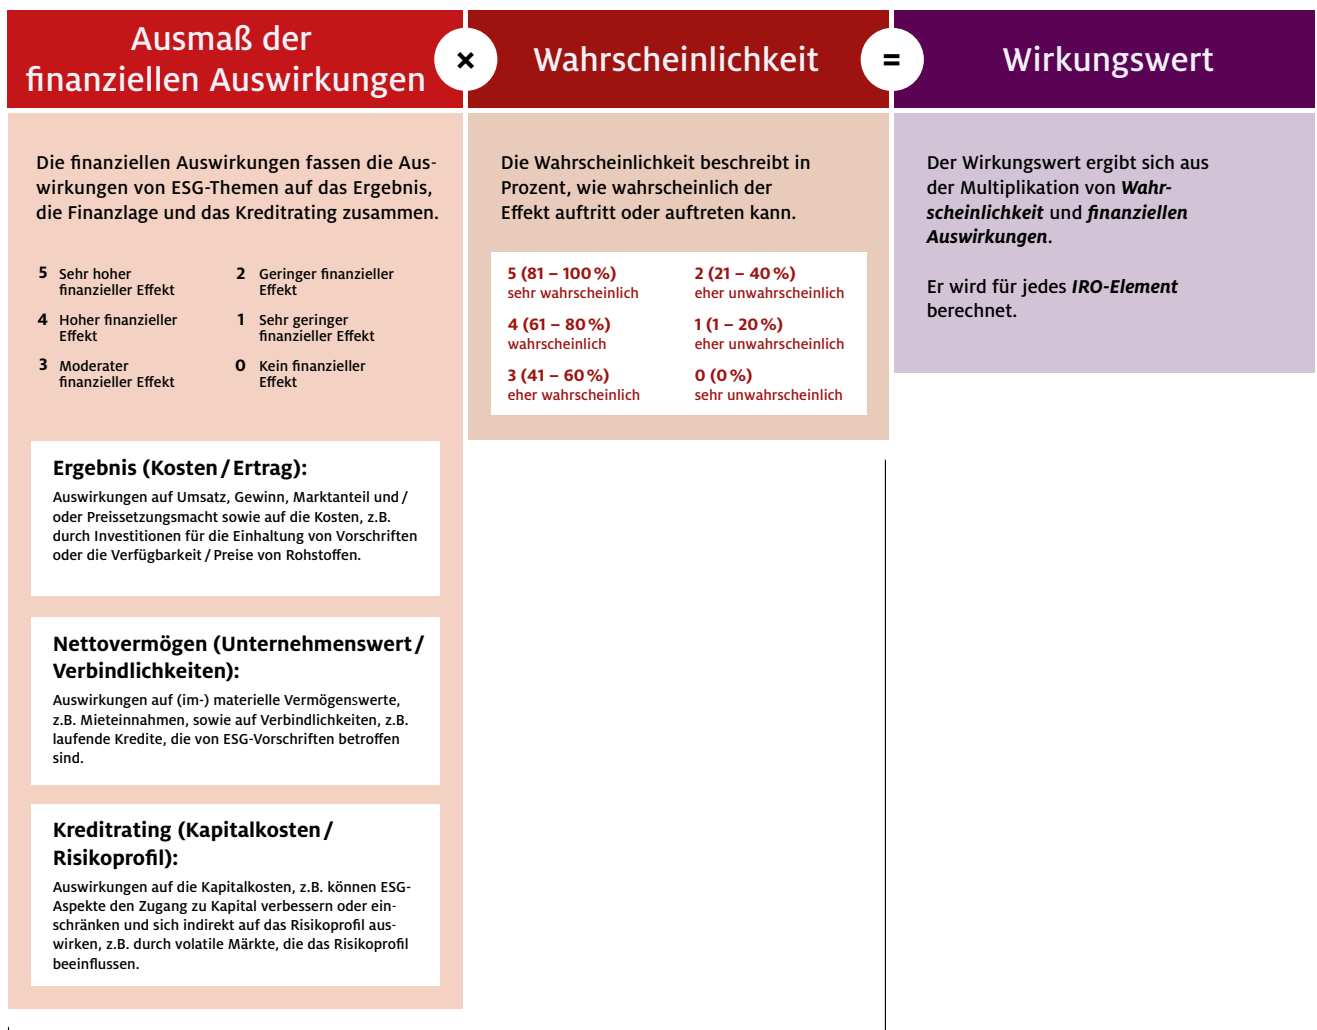 Ausmaß der
finanziellen Auswirkungen
×
Wahrscheinlichkeit
=
Wirkungswert
Die finanziellen Auswirkungen fassen die Aus-
wirkungen von ESG-Themen auf das Ergebnis,
die Finanzlage und das Kreditrating zusammen.
5 Sehr hoher
finanzieller Effekt
4 Hoher finanzieller
Effekt
3 Moderater
finanzieller Effekt
2 Geringer finanzieller
Effekt
1 Sehr geringer
finanzieller Effekt
0 Kein finanzieller
Effekt
Ergebnis (Kosten / Ertrag):
Auswirkungen auf Umsatz, Gewinn, Marktanteil und /
oder Preissetzungsmacht sowie auf die Kosten, z.B.
durch Investitionen für die Einhaltung von Vorschriften
oder die Verfügbarkeit / Preise von Rohstoffen.
Nettovermögen (Unternehmenswert /
Verbindlichkeiten):
Auswirkungen auf (im-) materielle Vermögenswerte,
z.B. Mieteinnahmen, sowie auf Verbindlichkeiten, z.B.
laufende Kredite, die von ESG-Vorschriften betroffen
sind.
Kreditrating (Kapitalkosten /
Risikoprofil):
Auswirkungen auf die Kapitalkosten, z.B. können ESG-
Aspekte den Zugang zu Kapital verbessern oder ein-
schränken und sich indirekt auf das Risikoprofil aus-
wirken, z.B. durch volatile Märkte, die das Risikoprofil
beeinflussen.
Die Wahrscheinlichkeit beschreibt in
Prozent, wie wahrscheinlich der
Effekt auftritt oder auftreten kann.
5 (81 – 100 %)
sehr wahrscheinlich
4 (61 – 80 %)
wahrscheinlich
3 (41 – 60 %)
eher wahrscheinlich
2 (21 – 40 %)
eher unwahrscheinlich
1 (1 – 20 %)
eher unwahrscheinlich
0 (0 %)
sehr unwahrscheinlich
Der Wirkungswert ergibt sich aus
der Multiplikation von Wahr-
scheinlichkeit und finanziellen
Auswirkungen.
Er wird für jedes IRO-Element
berechnet.